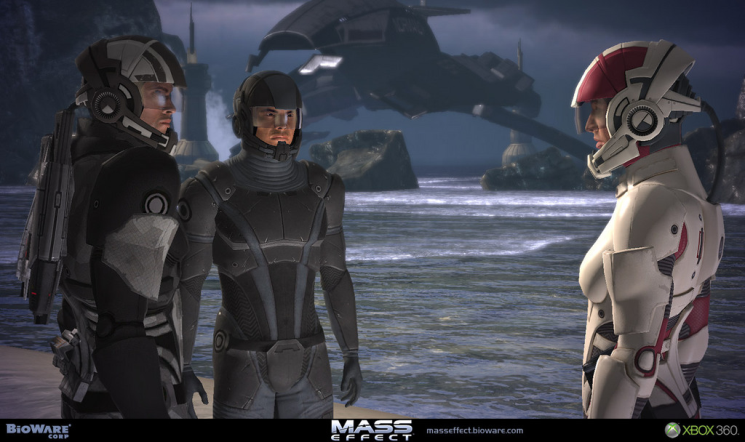 BIOWARE
CORP
MASS
EFFECT
masseffect.bioware.com
XBOX 360.